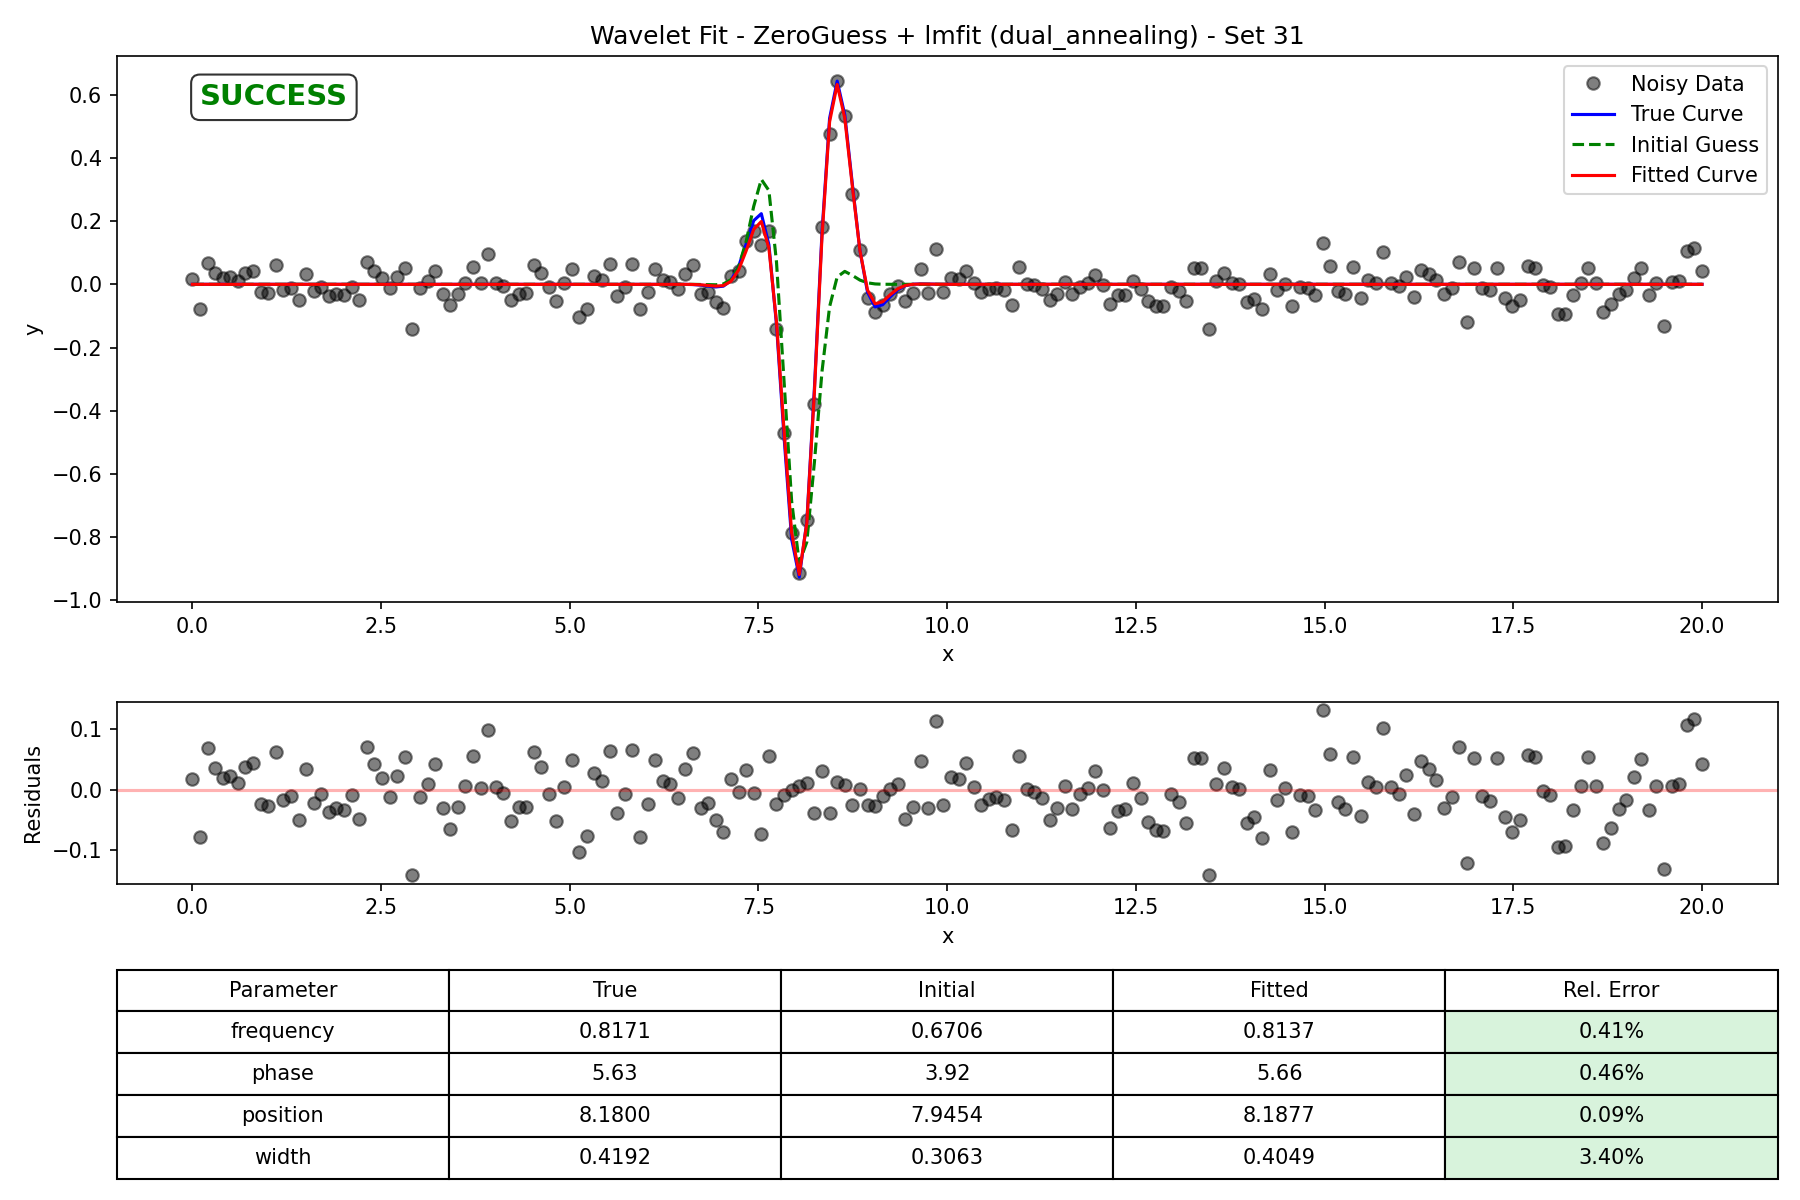 Wavelet Fit - ZeroGuess + lmfit (dual_annealing) - Set 31
SUCCESS
Noisy Data
True Curve
Initial Guess
Fitted Curve
0.6
0.4
0.2
0.0
−0.2
−0.4
−0.6
−0.8
−1.0
y
0.0 2.5 5.0 7.5 10.0 12.5 15.0 17.5 20.0
x
0.1
0.0
−0.1
Residuals
0.0 2.5 5.0 7.5 10.0 12.5 15.0 17.5 20.0
x
Parameter True Initial Fitted Rel. Error
frequency 0.8171 0.6706 0.8137 0.41%
phase 5.63 3.92 5.66 0.46%
position 8.1800 7.9454 8.1877 0.09%
width 0.4192 0.3063 0.4049 3.40%